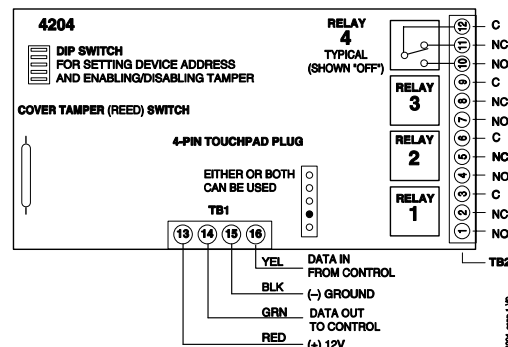 4204
DIP SWITCH
FOR SETTING DEVICE ADDRESS
AND ENABLING/DISABLING TAMPER
COVER TAMPER (REED) SWITCH
4-PIN TOUCHPAD PLUG
EITHER OR BOTH
CAN BE USED
TB1
13 14 15 16
RELAY
4
TYPICAL
(SHOWN "OFF")
RELAY
3
RELAY
2
RELAY
1
12 C
11 NC
10 NO
9 C
8 NC
7 NO
6 C
5 NC
4 NO
3 C
2 NC
1 NO
TB2
YEL DATA IN
FROM CONTROL
BLK (–) GROUND
GRN DATA OUT
TO CONTROL
RED (+) 12V